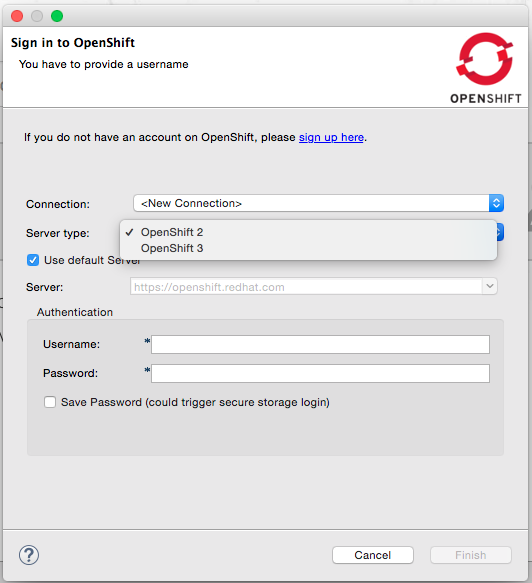 Sign in to OpenShift
You have to provide a username
OPENSHIFT
If you do not have an account on OpenShift, please sign up here.
Connection: <New Connection>
Server type: ✓ OpenShift 2
OpenShift 3
Use default Server
Server: https://openshift.redhat.com
Authentication
Username: *
Password: *
Save Password (could trigger secure storage login)
? Cancel Finish